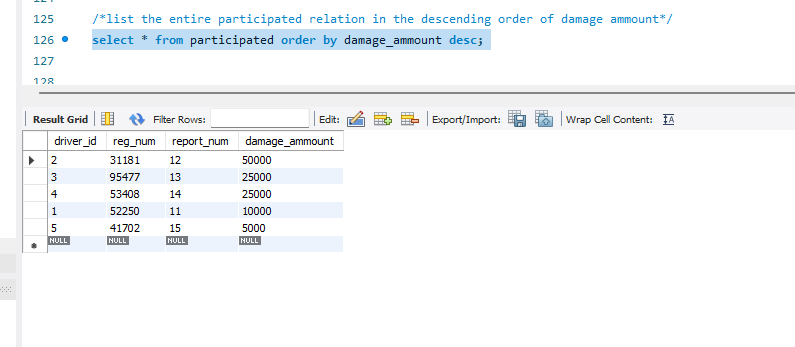 125 /*list the entire participated relation in the descending order of damage amount*/
126 select * from participated order by damage_ammount desc;
127
128
Result Grid Filter Rows: Edit: Export/Import: Wrap Cell Content: IA
driver_id reg_num report_num damage_ammount
2 31181 12 50000
3 95477 13 25000
4 53408 14 25000
1 52250 11 10000
5 41702 15 5000
NULL NULL NULL NULL